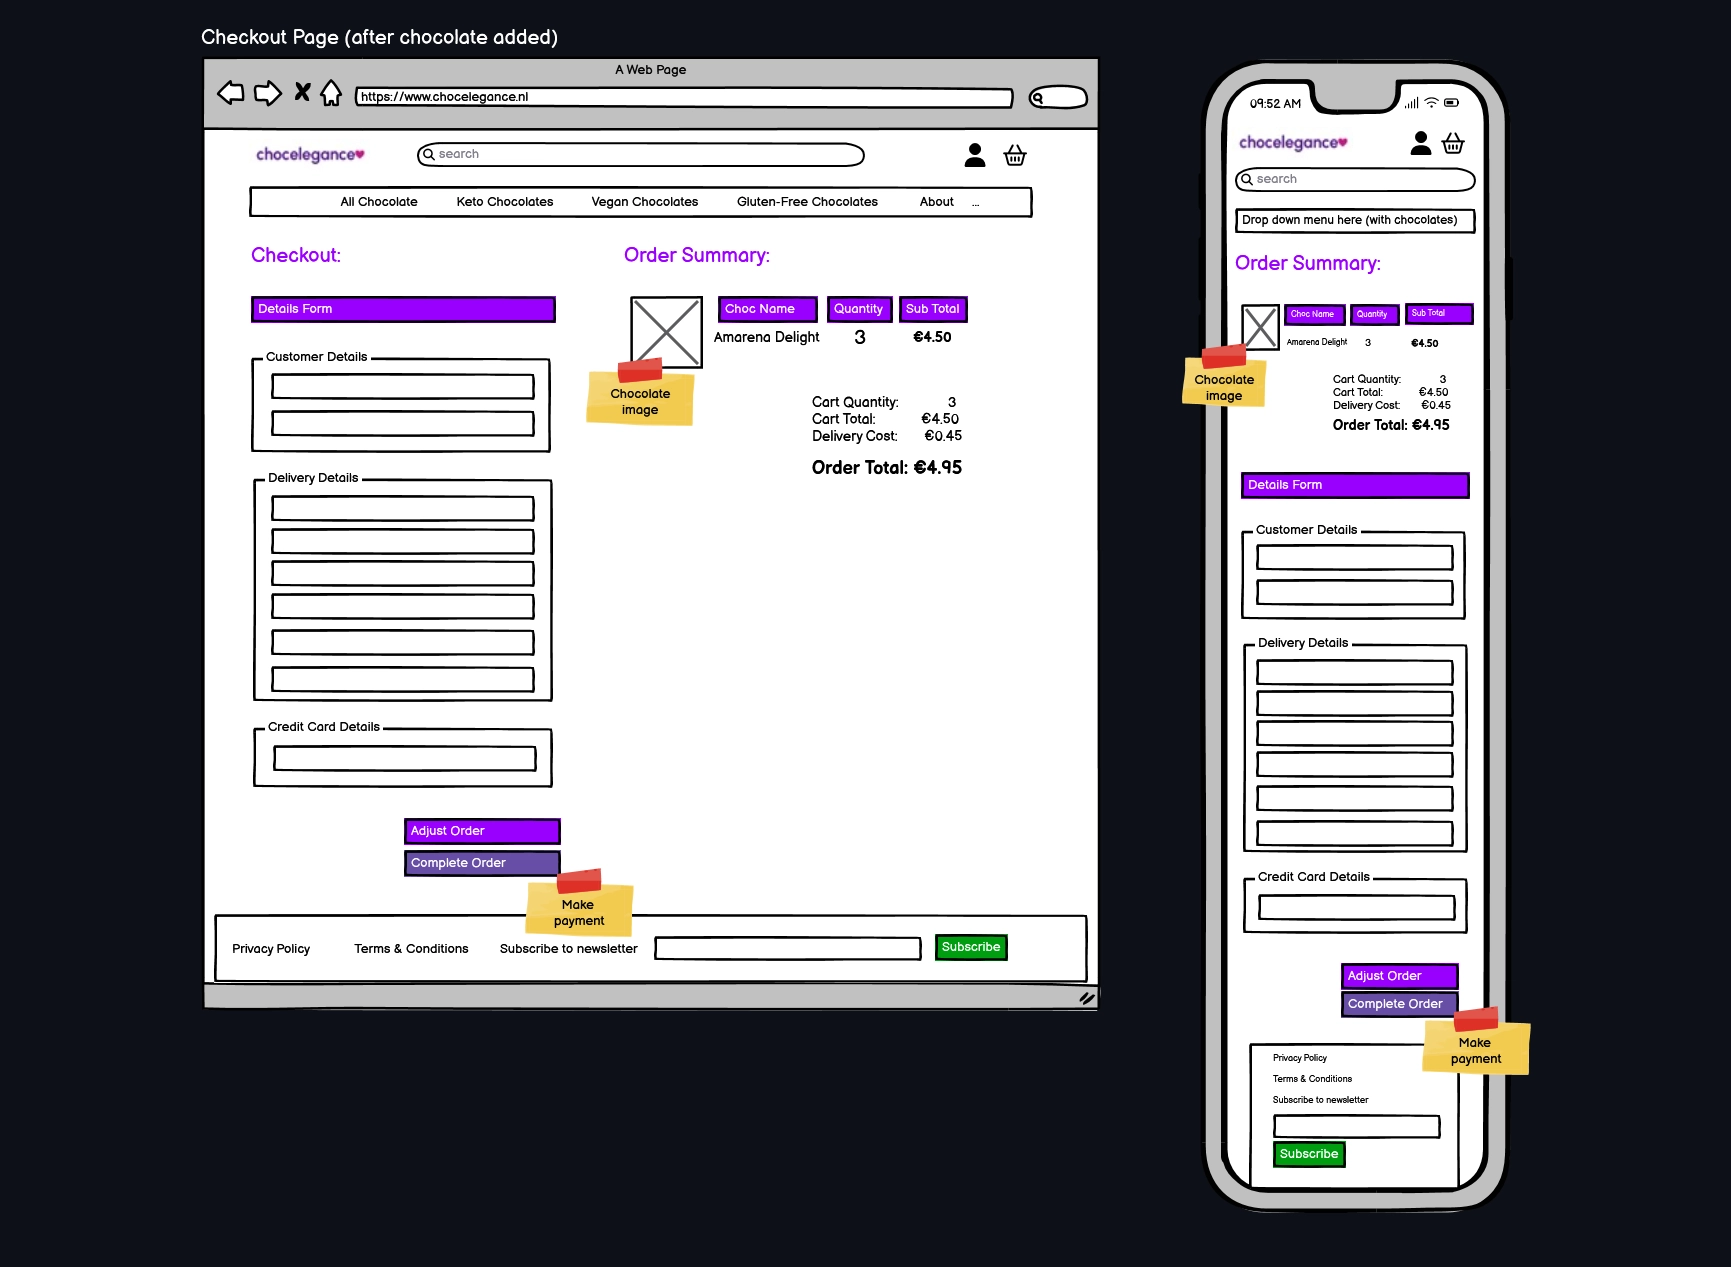 Checkout Page (after chocolate added)
A Web Page
https://www.chocelegance.nl
chocelegance
search
All Chocolate Keto Chocolates Vegan Chocolates Gluten-Free Chocolates About ...
Checkout:
Details Form
Customer Details
Delivery Details
Credit Card Details
Adjust Order
Complete Order
Make
payment
Order Summary:
Choc Name Quantity Sub Total
Amarena Delight 3 €4.50
Chocolate
image
Cart Quantity: 3
Cart Total: €4.50
Delivery Cost: €0.45
Order Total: €4.95
Privacy Policy Terms & Conditions Subscribe to newsletter Subscribe
09:52 AM
chocelegance
search
Drop down menu here (with chocolates)
Order Summary:
Choc Name Quantity Sub Total
Amarena Delight 3 €4.50
Chocolate
image
Cart Quantity: 3
Cart Total: €4.50
Delivery Cost: €0.45
Order Total: €4.95
Details Form
Customer Details
Delivery Details
Credit Card Details
Adjust Order
Complete Order
Make
payment
Privacy Policy
Terms & Conditions
Subscribe to newsletter
Subscribe